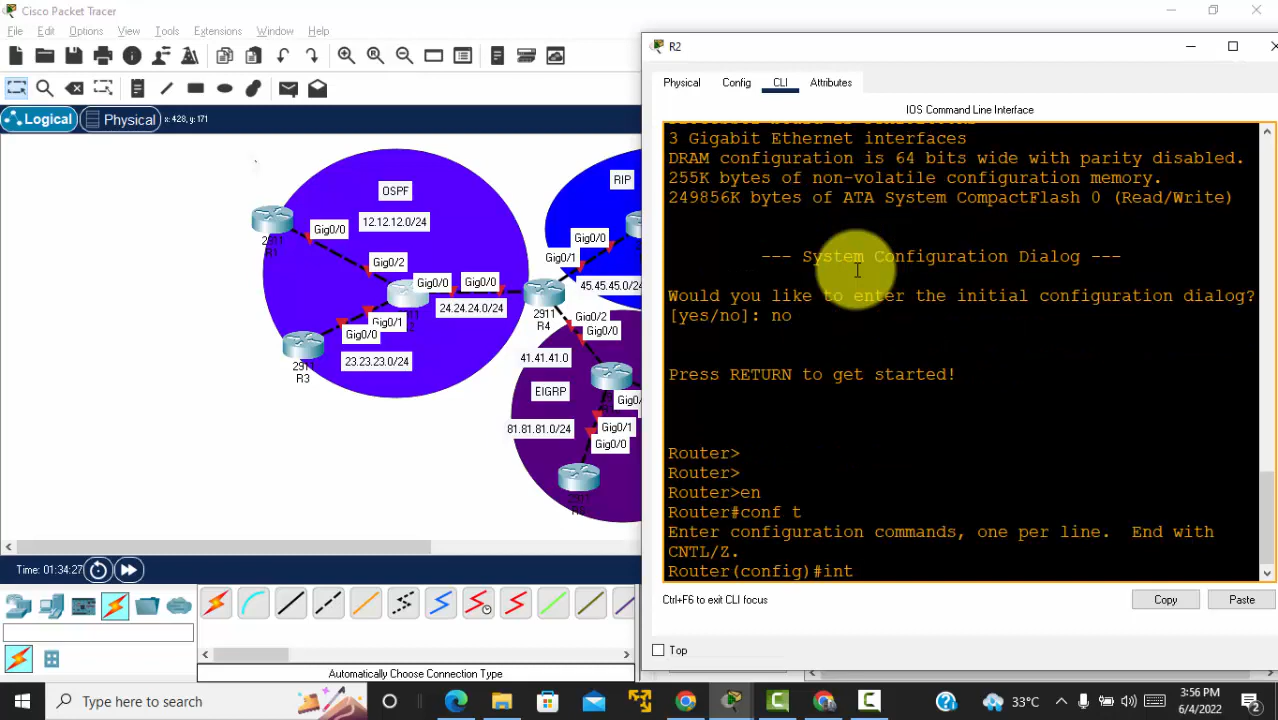 Cisco Packet Tracer
File Edit Options View Tools Extensions Window Help
Logical
Physical
x: 428, y: 171
OSPF
12.12.12.0/24
Gig0/0
2911
R1
Gig0/2
Gig0/0
Gig0/0
24.24.24.0/24
Gig0/1
Gig0/0
2911
R3
23.23.23.0/24
RIP
Gig0/0
Gig0/1
45.45.45.0/24
2911
R4
Gig0/2
Gig0/0
41.41.41.0
EIGRP
81.81.81.0/24
Gig0/1
Gig0/0
2911
Time: 01:34:27
Automatically Choose Connection Type
R2
Physical Config CLI Attributes
IOS Command Line Interface
3 Gigabit Ethernet interfaces
DRAM configuration is 64 bits wide with parity disabled.
255K bytes of non-volatile configuration memory.
249856K bytes of ATA System CompactFlash 0 (Read/Write)
--- System Configuration Dialog ---
Would you like to enter the initial configuration dialog?
[yes/no]: no
Press RETURN to get started!
Router>
Router>
Router>en
Router#conf t
Enter configuration commands, one per line. End with
CNTL/Z.
Router(config)#int
Ctrl+F6 to exit CLI focus
Copy
Paste
Top
Type here to search
33°C
3:56 PM
6/4/2022
2